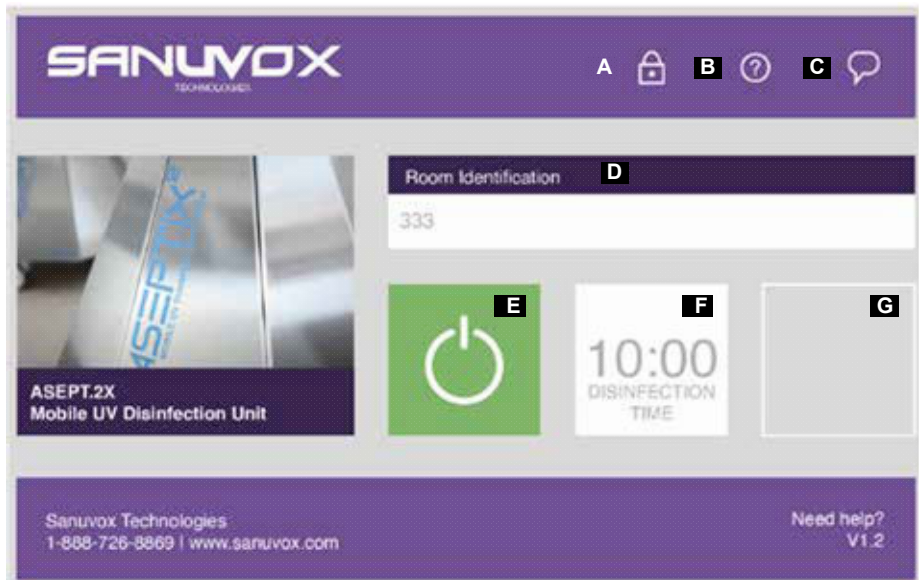 SANUVOX
TECHNOLOGIES
A
B
?
C
Room Identification
D
333
ASEPTIX
ASEPT.2X
Mobile UV Disinfection Unit
E
F
10:00
DISINFECTION
TIME
G
Sanuvox Technologies
1-888-726-8869 | www.sanuvox.com
Need help?
V1.2